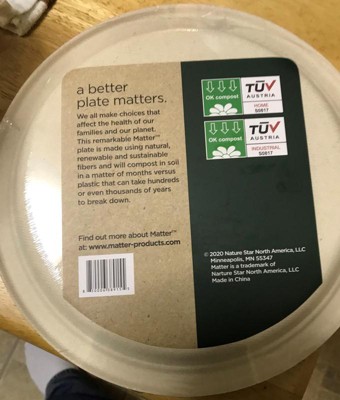 a better
plate matters.
We all make choices that
affect the health of our
families and our planet.
This remarkable Matter™
plate is made using natural,
renewable and sustainable
fibers and will compost in soil
in a matter of months versus
plastic that can take hundreds
or even thousands of years
to break down.
Find out more about Matter™
at: www.matter-products.com
OK compost
TÜV
AUSTRIA
HOME
S0817
OK compost
TÜV
AUSTRIA
INDUSTRIAL
S0817
© 2020 Nature Star North America, LLC
Minneapolis, MN 55347
Matter is a trademark of
Narture Star North America, LLC
Made in China